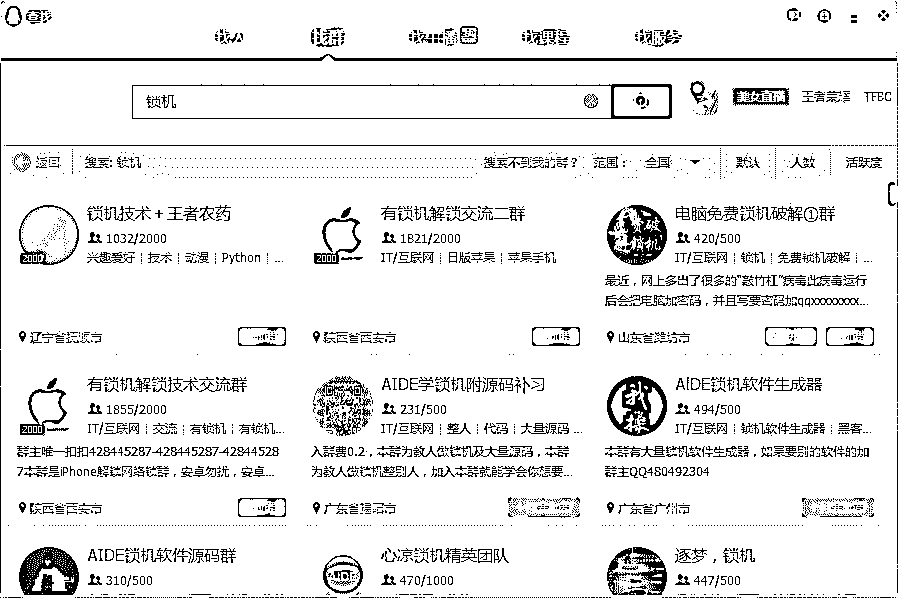 查找
找人 找群 找课程 找服务
锁机 美女直播 王者荣耀 TFBC
返回 搜索: 锁机 搜索不到我的群？ 范围： 全国 默认 人数 活跃度
锁机技术＋王者农药
1032/2000
兴趣爱好 | 技术 | 动漫 | Python | ...
2000
辽宁省抚顺市
有锁机解锁交流二群
1821/2000
IT/互联网 | 日版苹果 | 苹果手机
2000
陕西省西安市
电脑免费锁机破解①群
420/500
IT/互联网 | 锁机 | 免费锁机破解 | ...
最近，网上多出了很多的“敲竹杠”病毒此病毒运行
后会把电脑加密码，并且写要密码加qqxxxxxxxx...
山东省潍坊市
有锁机解锁技术交流群
1855/2000
IT/互联网 | 交流 | 有锁机 | 有锁机...
2000
群主唯一扣扣428445287-428445287-44284528
7本群是iPhone解锁网络锁群，安卓勿扰，安卓...
陕西省西安市
AIDE学锁机附源码补习
231/500
IT/互联网 | 整人 | 代码 | 大量源码 ...
入群费0.2，本群为教人做锁机及大量源码，本群
为教人做锁机整别人，加入本群就能学会你想要...
广东省揭阳市
AIDE锁机软件生成器
494/500
IT/互联网 | 锁机软件生成器 | 黑客...
本群有大量锁机软件生成器，如果要别的软件的加
群主QQ480492304
广东省广州市
AIDE锁机软件源码群
310/500
心凉锁机精英团队
470/1000
AIDE
逐梦，锁机
447/500